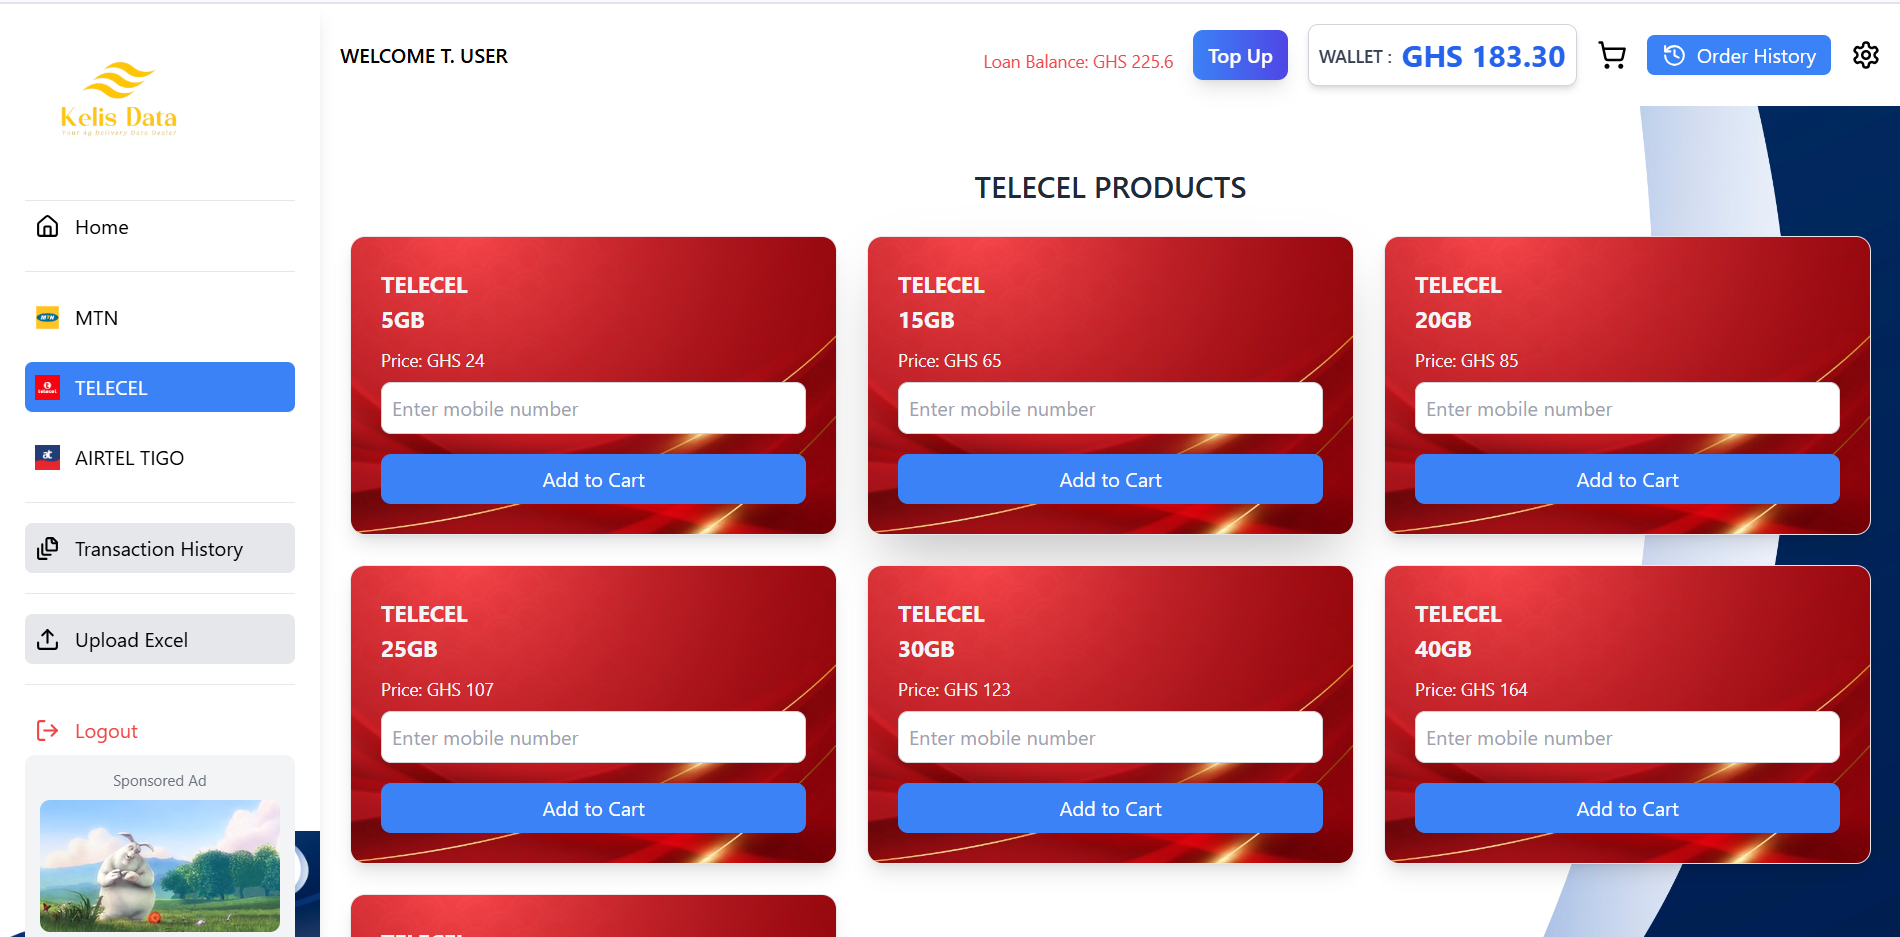 Kelis Data
Your 4g Delivery Data Dealer
Home
MTN
TELECEL
AIRTEL TIGO
Transaction History
Upload Excel
Logout
Sponsored Ad
WELCOME T. USER
Loan Balance: GHS 225.6
Top Up
WALLET : GHS 183.30
Order History
TELECEL PRODUCTS
TELECEL
5GB
Price: GHS 24
Enter mobile number
Add to Cart
TELECEL
15GB
Price: GHS 65
Enter mobile number
Add to Cart
TELECEL
20GB
Price: GHS 85
Enter mobile number
Add to Cart
TELECEL
25GB
Price: GHS 107
Enter mobile number
Add to Cart
TELECEL
30GB
Price: GHS 123
Enter mobile number
Add to Cart
TELECEL
40GB
Price: GHS 164
Enter mobile number
Add to Cart
TELECEL